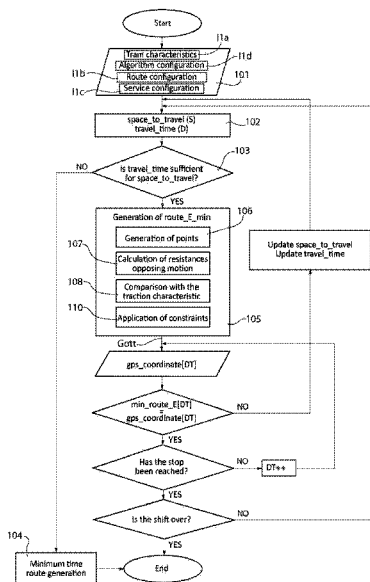 Start
I1a
Train characteristics
I1d
Algorithm configuration
I1b
Route configuration
101
I1c
Service configuration
space_to_travel (S)
travel_time (D)
102
103
NO
Is travel_time sufficient
for space_to_travel?
YES
Generation of route_E_min
106
Generation of points
107
Calculation of resistances
opposing motion
108
Comparison with the
traction characteristic
110
Application of constraints
105
Update space_to_travel
Update travel_time
Gott
gps_coordinate[DT]
min_route_E[DT]
=
gps_coordinate[DT]
NO
YES
Has the stop
been reached?
NO
DT++
YES
Is the shift over?
NO
104
YES
Minimum time
route generation
End